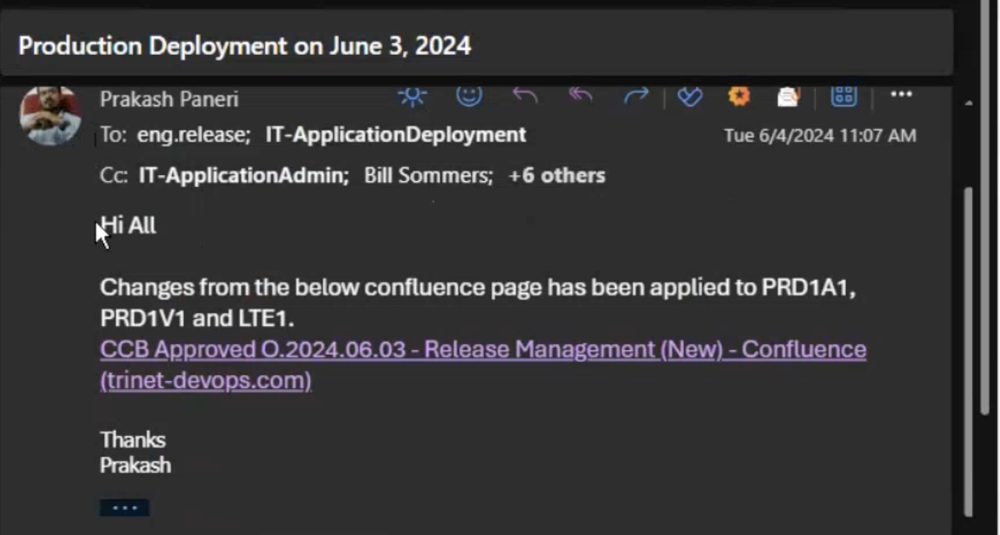 Production Deployment on June 3, 2024
Prakash Paneri
To: eng.release; IT-ApplicationDeployment
Tue 6/4/2024 11:07 AM
Cc: IT-ApplicationAdmin; Bill Sommers; +6 others
Hi All
Changes from the below confluence page has been applied to PRD1A1,
PRD1V1 and LTE1.
CCB Approved O.2024.06.03 - Release Management (New) - Confluence
(trinet-devops.com)
Thanks
Prakash